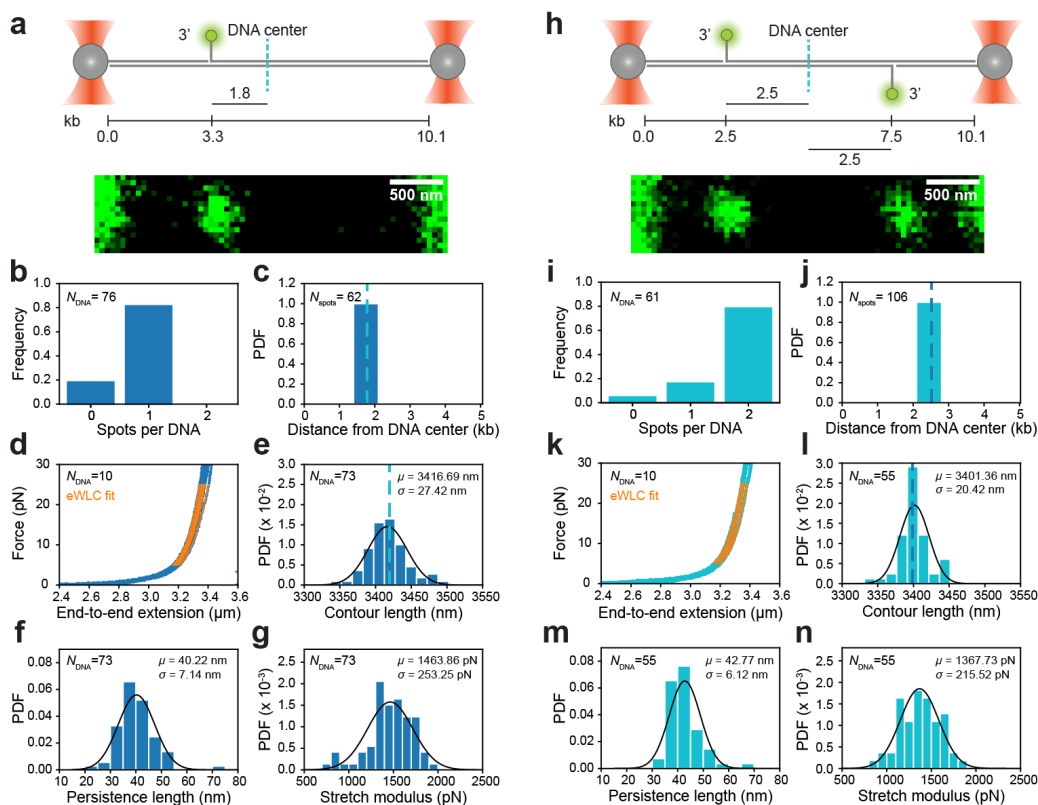 a
3’
DNA center
1.8
kb
0.0
3.3
10.1
500 nm
h
3’
DNA center
2.5
3’
kb
0.0
2.5
7.5
10.1
2.5
500 nm
b
N_DNA= 76
Frequency
1.0
0.8
0.6
0.4
0.2
0.0
0 1 2
Spots per DNA
c
N_spots= 62
PDF
1.2
1.0
0.8
0.6
0.4
0.2
0.0
0 1 2 3 4 5
Distance from DNA center (kb)
i
N_DNA= 61
Frequency
1.0
0.8
0.6
0.4
0.2
0.0
0 1 2
Spots per DNA
j
N_spots= 106
PDF
1.2
1.0
0.8
0.6
0.4
0.2
0.0
0 1 2 3 4 5
Distance from DNA center (kb)
d
N_DNA=10
eWLC fit
Force (pN)
30
20
10
0
2.4 2.6 2.8 3.0 3.2 3.4 3.6
End-to-end extension (µm)
e
N_DNA=73
μ = 3416.69 nm
σ = 27.42 nm
PDF (x 10⁻²)
3.0
2.5
2.0
1.5
1.0
0.5
0.0
3300 3350 3400 3450 3500 3550
Contour length (nm)
k
N_DNA=10
eWLC fit
Force (pN)
30
20
10
0
2.4 2.6 2.8 3.0 3.2 3.4 3.6
End-to-end extension (µm)
l
N_DNA=55
μ = 3401.36 nm
σ = 20.42 nm
PDF (x 10⁻²)
3.0
2.5
2.0
1.5
1.0
0.5
0.0
3300 3350 3400 3450 3500 3550
Contour length (nm)
f
N_DNA=73
μ = 40.22 nm
σ = 7.14 nm
PDF
0.08
0.06
0.04
0.02
0.00
10 20 30 40 50 60 70 80
Persistence length (nm)
g
N_DNA=73
μ = 1463.86 pN
σ = 253.25 pN
PDF (x 10⁻³)
2.5
2.0
1.5
1.0
0.5
0.0
500 1000 1500 2000 2500
Stretch modulus (pN)
m
N_DNA=55
μ = 42.77 nm
σ = 6.12 nm
PDF
0.08
0.06
0.04
0.02
0.00
10 20 30 40 50 60 70 80
Persistence length (nm)
n
N_DNA=55
μ = 1367.73 pN
σ = 215.52 pN
PDF (x 10⁻³)
2.5
2.0
1.5
1.0
0.5
0.0
500 1000 1500 2000 2500
Stretch modulus (pN)